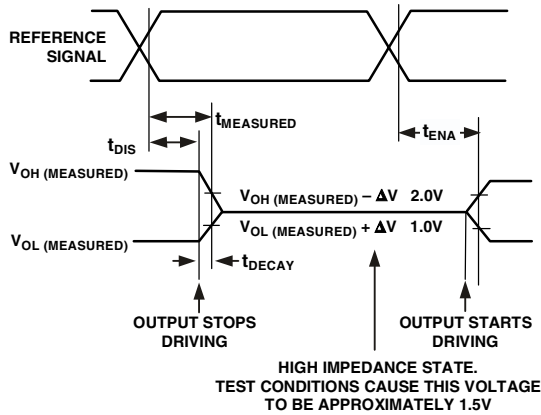 REFERENCE
SIGNAL
tMEASURED
tDIS
tENA
VOH (MEASURED)
VOH (MEASURED) – ΔV 2.0V
VOL (MEASURED) + ΔV 1.0V
VOL (MEASURED)
tDECAY
OUTPUT STOPS
DRIVING
OUTPUT STARTS
DRIVING
HIGH IMPEDANCE STATE.
TEST CONDITIONS CAUSE THIS VOLTAGE
TO BE APPROXIMATELY 1.5V